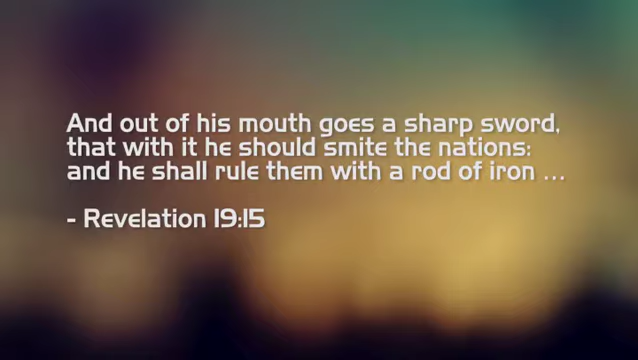 And out of his mouth goes a sharp sword,
that with it he should smite the nations:
and he shall rule them with a rod of iron ...
- Revelation 19:15